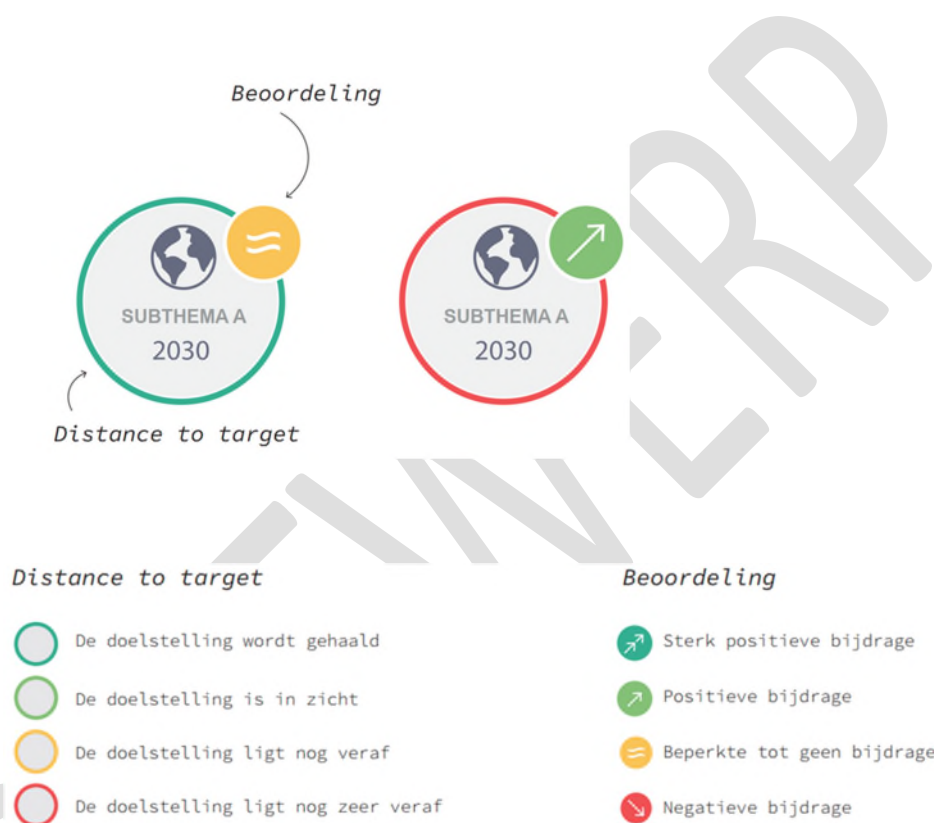 Beoordeling
SUBTHEMA A
2030
SUBTHEMA A
2030
Distance to target
Distance to target
De doelstelling wordt gehaald
De doelstelling is in zicht
De doelstelling ligt nog veraf
De doelstelling ligt nog zeer veraf
Beoordeling
Sterk positieve bijdrage
Positieve bijdrage
Beperkte tot geen bijdrage
Negatieve bijdrage